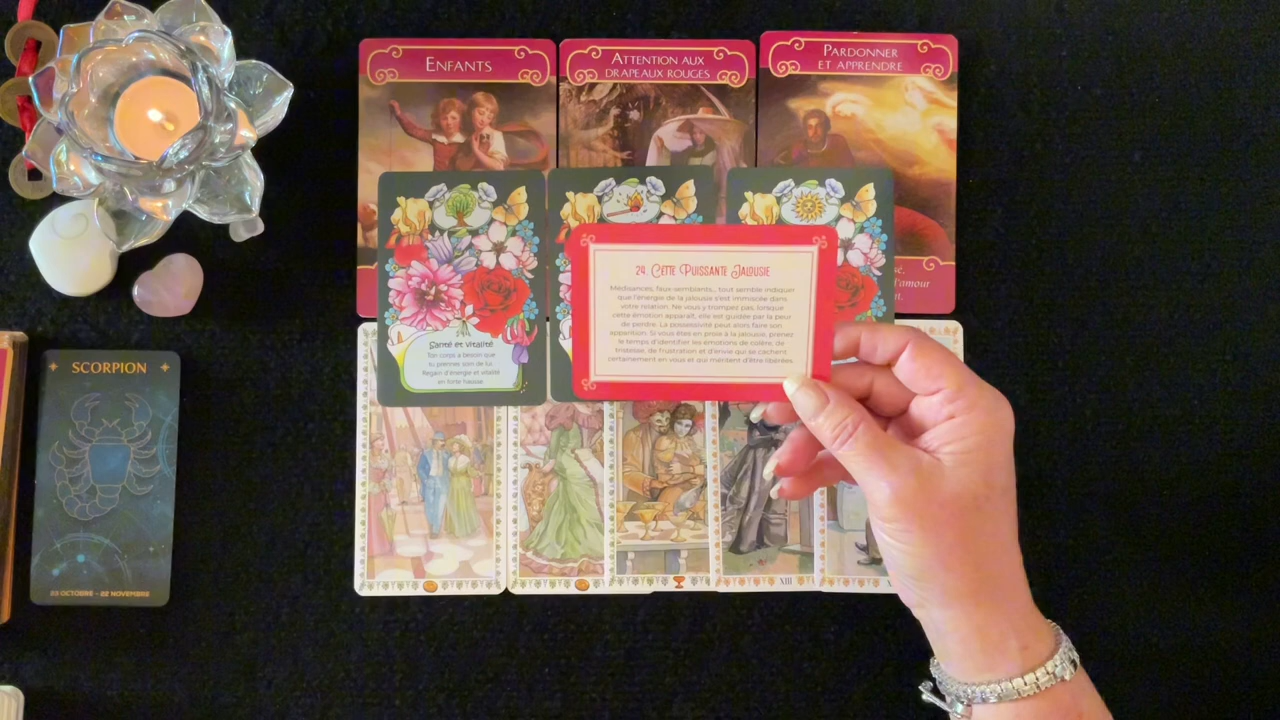 ENFANTS
ATTENTION AUX
DRAPEAUX ROUGES
PARDONNER
ET APPRENDRE
l'amour
Santé et vitalité
Ton corps a besoin que
tu prennes soin de lui.
Regain d'énergie et vitalité
en forte hausse
24. Cette Puissante Jalousie
Médisances, faux-semblants... tout semble indiquer
que l'énergie de la jalousie s'est immiscée dans
votre relation. Ne vous y trompez pas, lorsque
cette émotion apparaît, elle est guidée par la peur
de perdre. La possessivité peut alors faire son
apparition. Si vous êtes en proie à la jalousie, prenez
le temps d'identifier les émotions de colère, de
tristesse, de frustration et d'envie qui se cachent
certainement en vous et qui méritent d'être libérées.
SCORPION
23 OCTOBRE - 22 NOVEMBRE
XIII